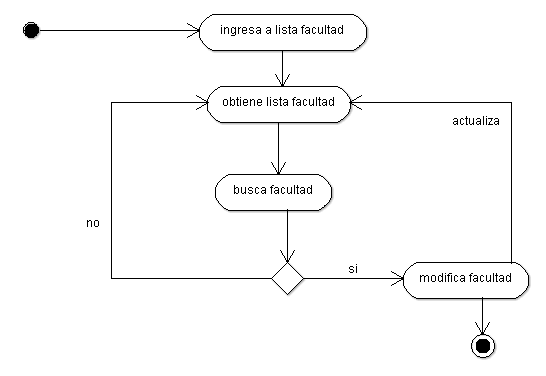 ingresa a lista facultad
obtiene lista facultad
actualiza
busca facultad
no
si
modifica facultad